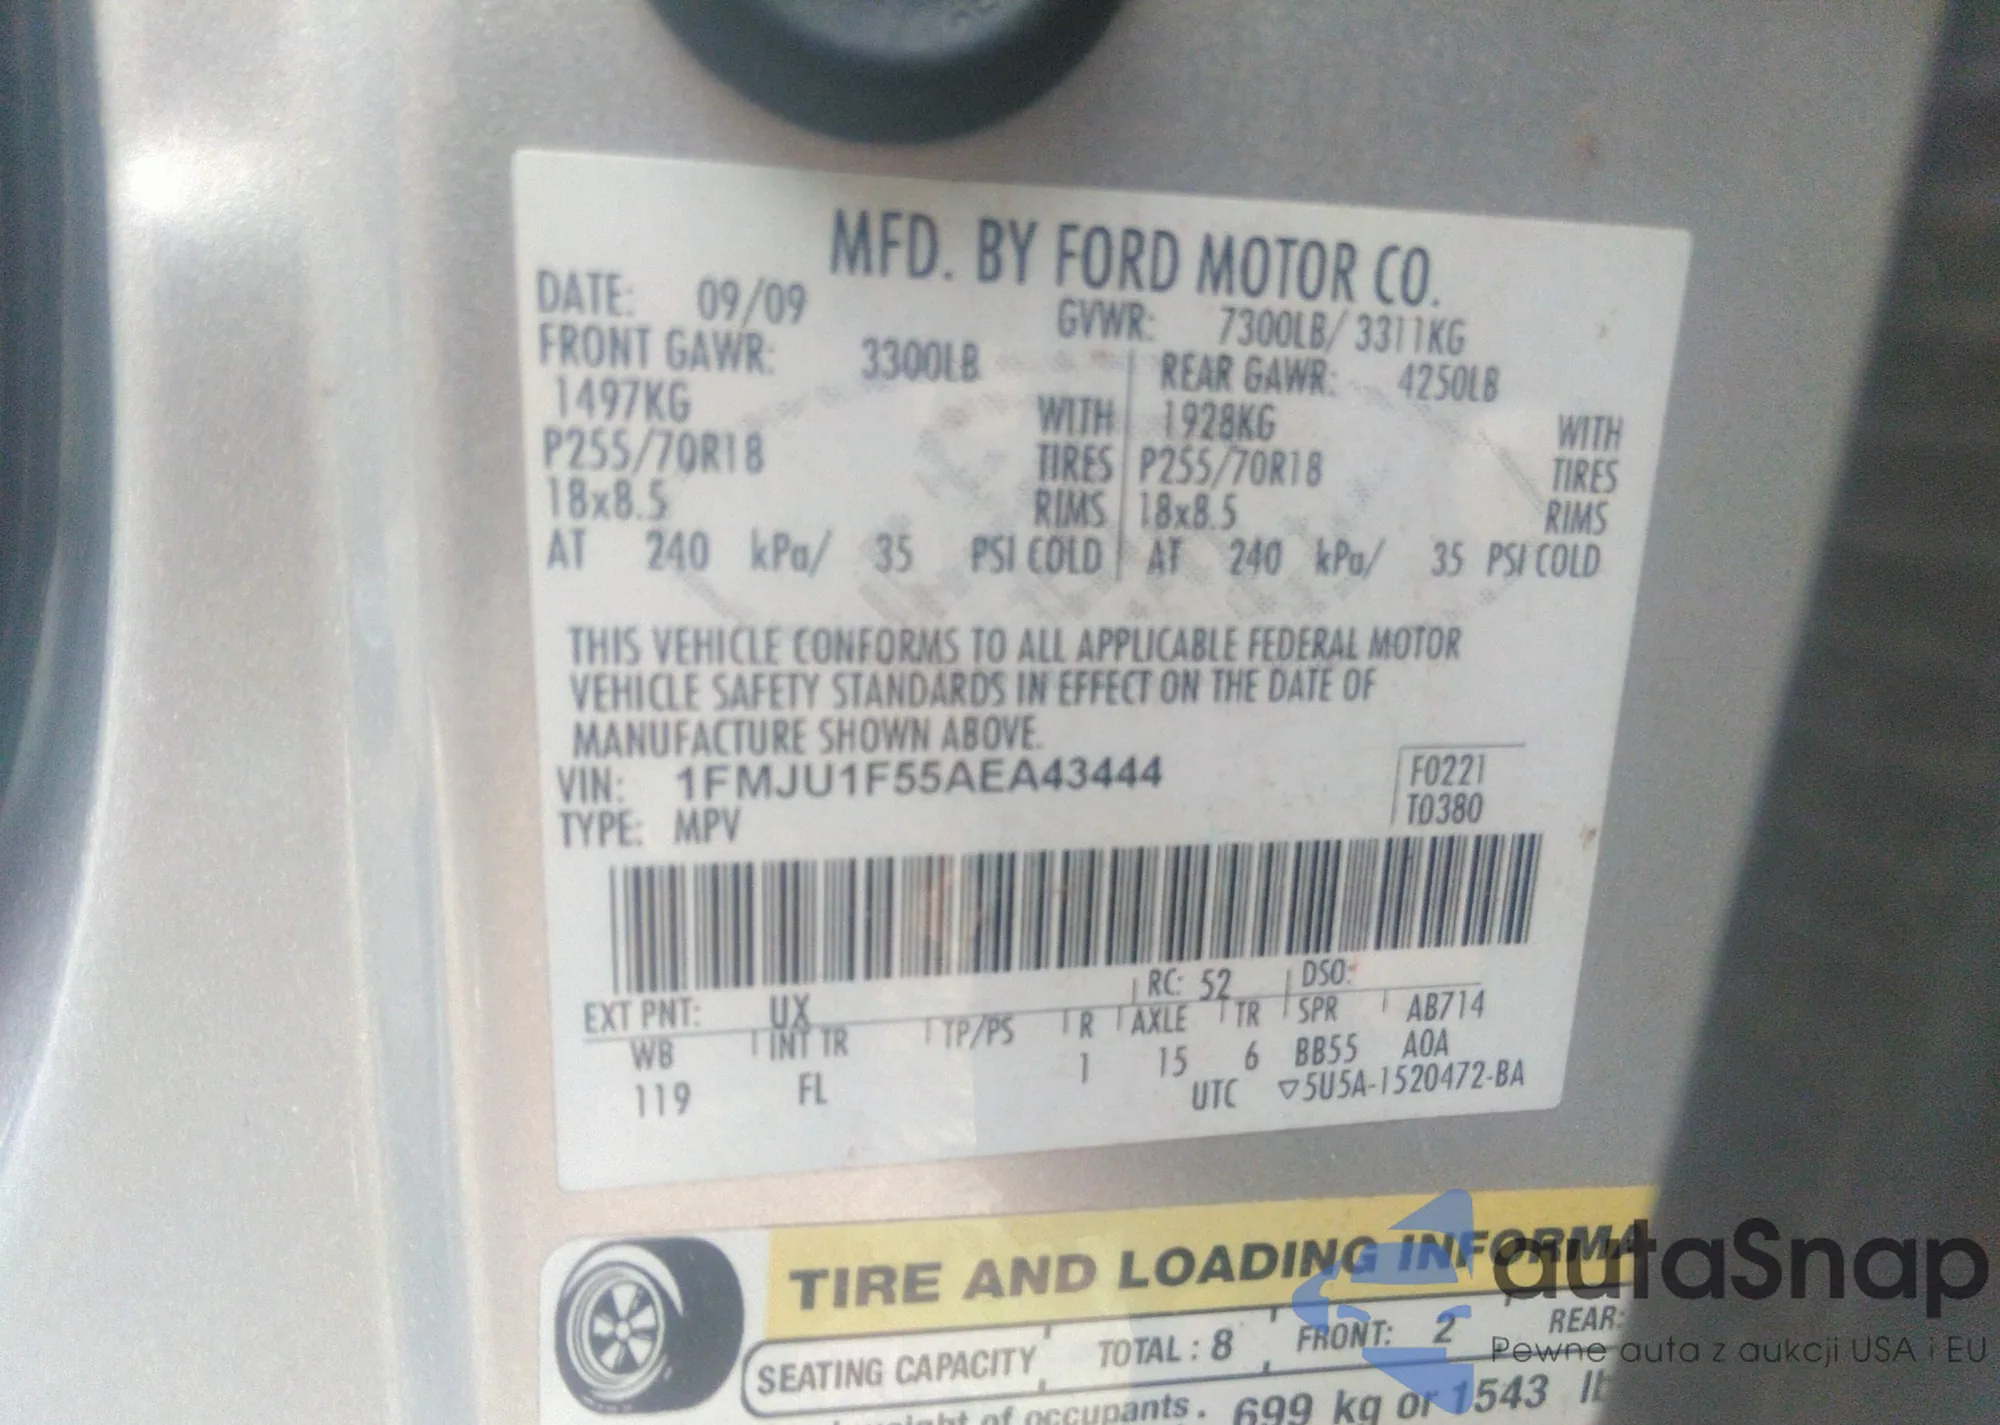 MFD. BY FORD MOTOR CO.
DATE: 09/09 GVWR: 7300LB/ 3311KG
FRONT GAWR: 3300LB REAR GAWR: 4250LB
1497KG WITH 1928KG WITH
P255/70R18 TIRES P255/70R18 TIRES
18x8.5 RIMS 18x8.5 RIMS
AT 240 kPa/ 35 PSI COLD AT 240 kPa/ 35 PSI COLD
THIS VEHICLE CONFORMS TO ALL APPLICABLE FEDERAL MOTOR
VEHICLE SAFETY STANDARDS IN EFFECT ON THE DATE OF
MANUFACTURE SHOWN ABOVE.
VIN: 1FMJU1F55AEA43444 F0221
TYPE: MPV T0380
EXT PNT: UX RC: 52 DSO:
WB INT TR TP/PS R AXLE TR SPR AB714
119 FL 1 15 6 BB55 A0A
UTC ▽5U5A-1520472-BA
TIRE AND LOADING INFORMA
SEATING CAPACITY TOTAL : 8 FRONT: 2 REAR:
of occupants. 699 kg or 1543 lb
autaSnap
Pewne auta z aukcji USA i EU